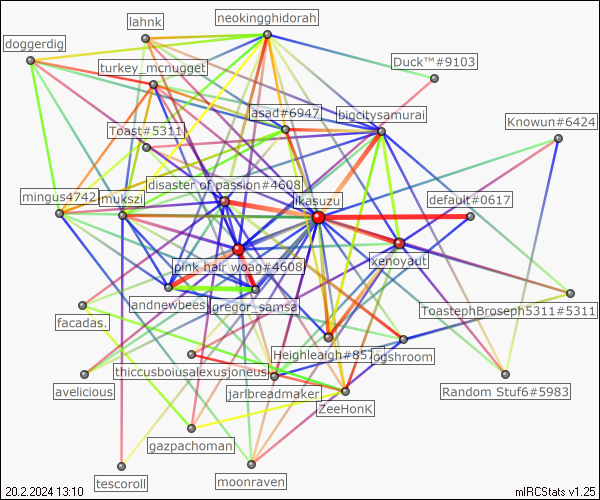 neokingghidorah
lahnk
doggerdig
Duck™#9103
turkey_mcnugget
asad#6947
bigcitysamurai
Knowun#6424
Toast#5311
disaster of passion#4608
mingus4742
mukszi
likasuzu
default#0617
xenoyaut
pink hair woag#4608
andnewbees
gregor_samsa
ToastephBroseph5311#5311
facadas.
Heighleagh#85
ogshroom
thiccusboiusalexusjoneus
avelicious
jarlbreadmaker
Random Stuf6#5983
ZeeHonK
gazpachoman
tescoroll
moonraven
20.2.2024 13:10
mIRCStats v1.25